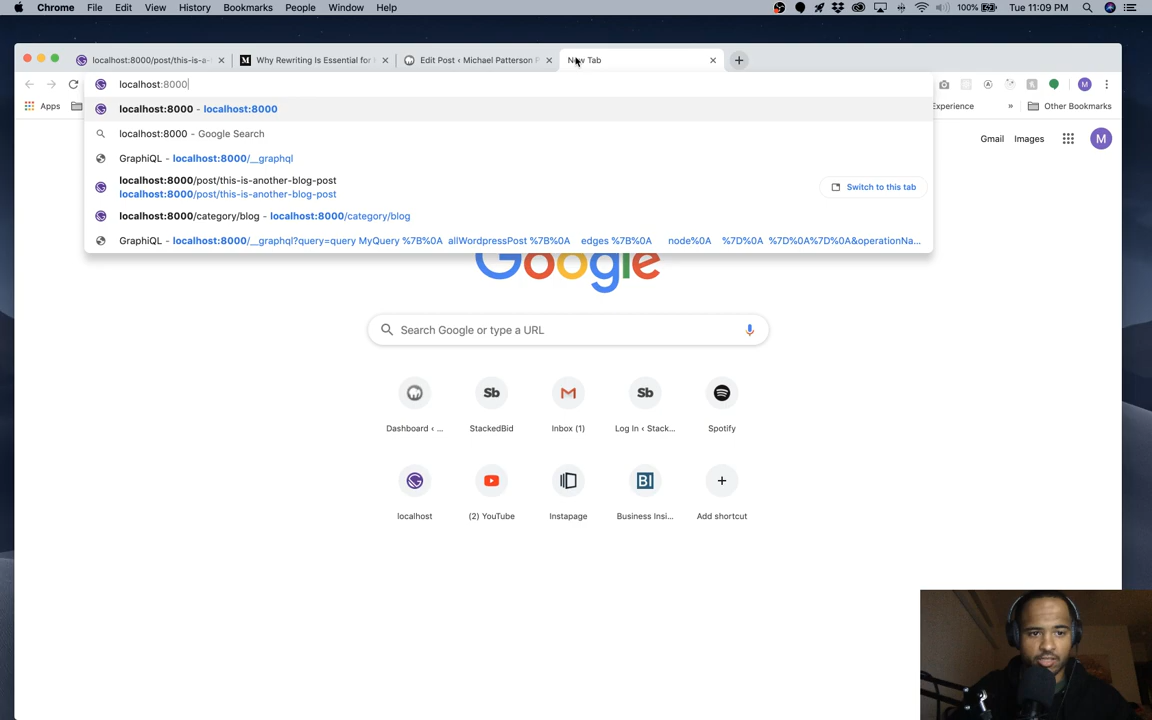 Chrome File Edit View History Bookmarks People Window Help 100% Tue 11:09 PM
localhost:8000/post/this-is-a- Why Rewriting Is Essential for Edit Post ‹ Michael Patterson P New Tab
localhost:8000
Apps Experience » Other Bookmarks
localhost:8000 - localhost:8000
localhost:8000 - Google Search
Gmail Images M
GraphiQL - localhost:8000/__graphql
localhost:8000/post/this-is-another-blog-post
localhost:8000/post/this-is-another-blog-post
Switch to this tab
localhost:8000/category/blog - localhost:8000/category/blog
GraphiQL - localhost:8000/__graphql?query=query MyQuery %7B%0A allWordpressPost %7B%0A edges %7B%0A node%0A %7D%0A %7D%0A%7D%0A&operationNa...
Google
Search Google or type a URL
Sb Sb
Dashboard ‹ ... StackedBid Inbox (1) Log In ‹ Stack... Spotify
BI
localhost (2) YouTube Instapage Business Insi... Add shortcut